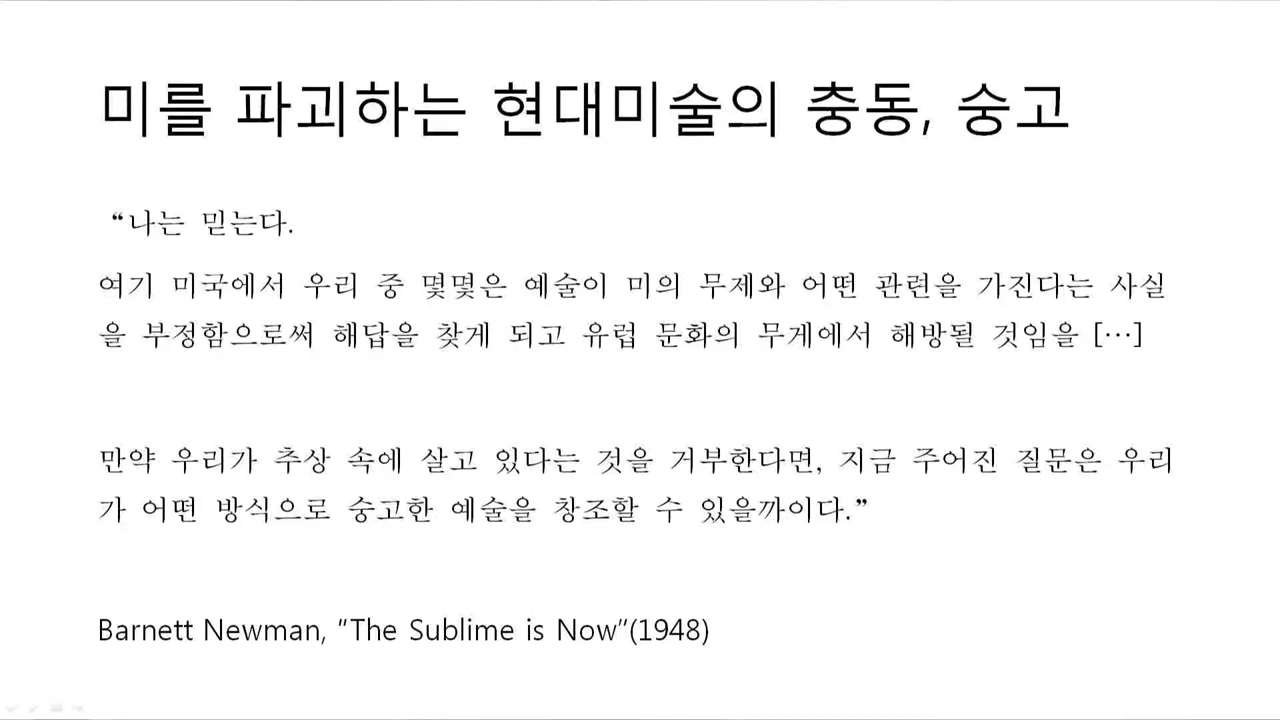 미를 파괴하는 현대미술의 충동, 숭고
“나는 믿는다.
여기 미국에서 우리 중 몇몇은 예술이 미의 무제와 어떤 관련을 가진다는 사실
을 부정함으로써 해답을 찾게 되고 유럽 문화의 무게에서 해방될 것임을 […]
만약 우리가 추상 속에 살고 있다는 것을 거부한다면, 지금 주어진 질문은 우리
가 어떤 방식으로 숭고한 예술을 창조할 수 있을까이다.”
Barnett Newman, “The Sublime is Now”(1948)